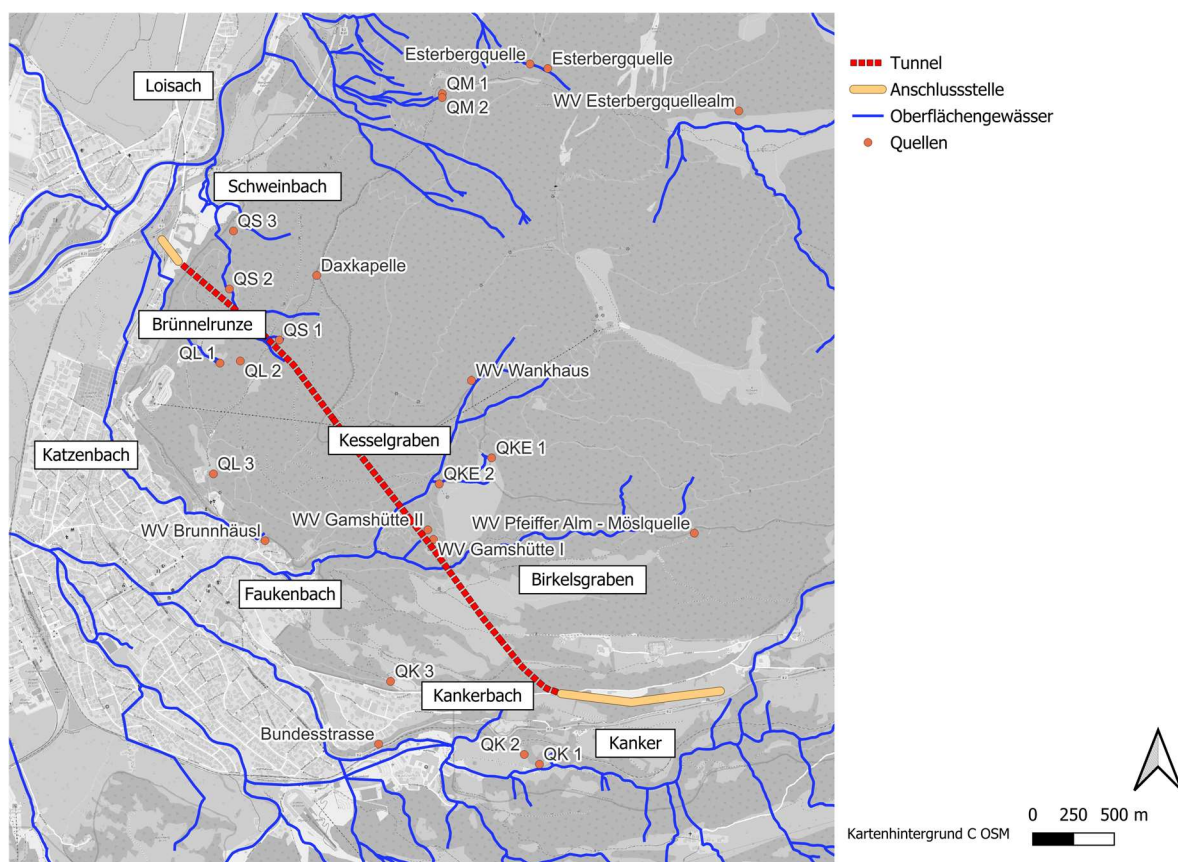 Esterbergquelle
Esterbergquelle
QM 1
QM 2
WV Esterbergquellealm
Loisach
Schweinbach
QS 3
Daxkapelle
QS 2
Brünnelrunze
QS 1
QL 1
QL 2
WV Wankhaus
Kesselgraben
Katzenbach
QKE 1
QL 3
QKE 2
WV Gamshütte II
WV Pfeiffer Alm - Möslquelle
WV Brunnhäusl
WV Gamshütte I
Birkelsgraben
Faukenbach
QK 3
Kankerbach
Bundesstrasse
QK 2
Kanker
QK 1
Tunnel
Anschlussstelle
Oberflächengewässer
Quellen
Kartenhintergrund C OSM
0 250 500 m